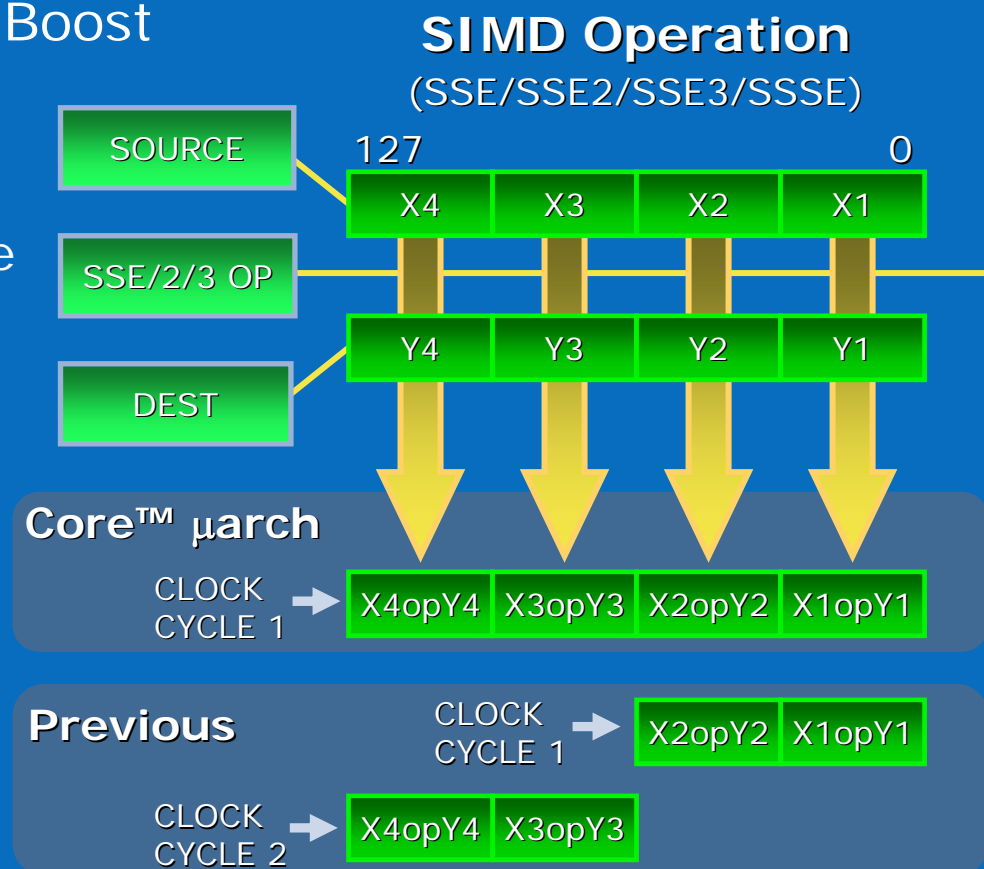 Boost
SIMD Operation
(SSE/SSE2/SSE3/SSSE)
SOURCE
127 0
X4 X3 X2 X1
e
SSE/2/3 OP
Y4 Y3 Y2 Y1
DEST
Core™ µarch
CLOCK
CYCLE 1
X4opY4 X3opY3 X2opY2 X1opY1
Previous
CLOCK
CYCLE 1
X2opY2 X1opY1
CLOCK
CYCLE 2
X4opY4 X3opY3